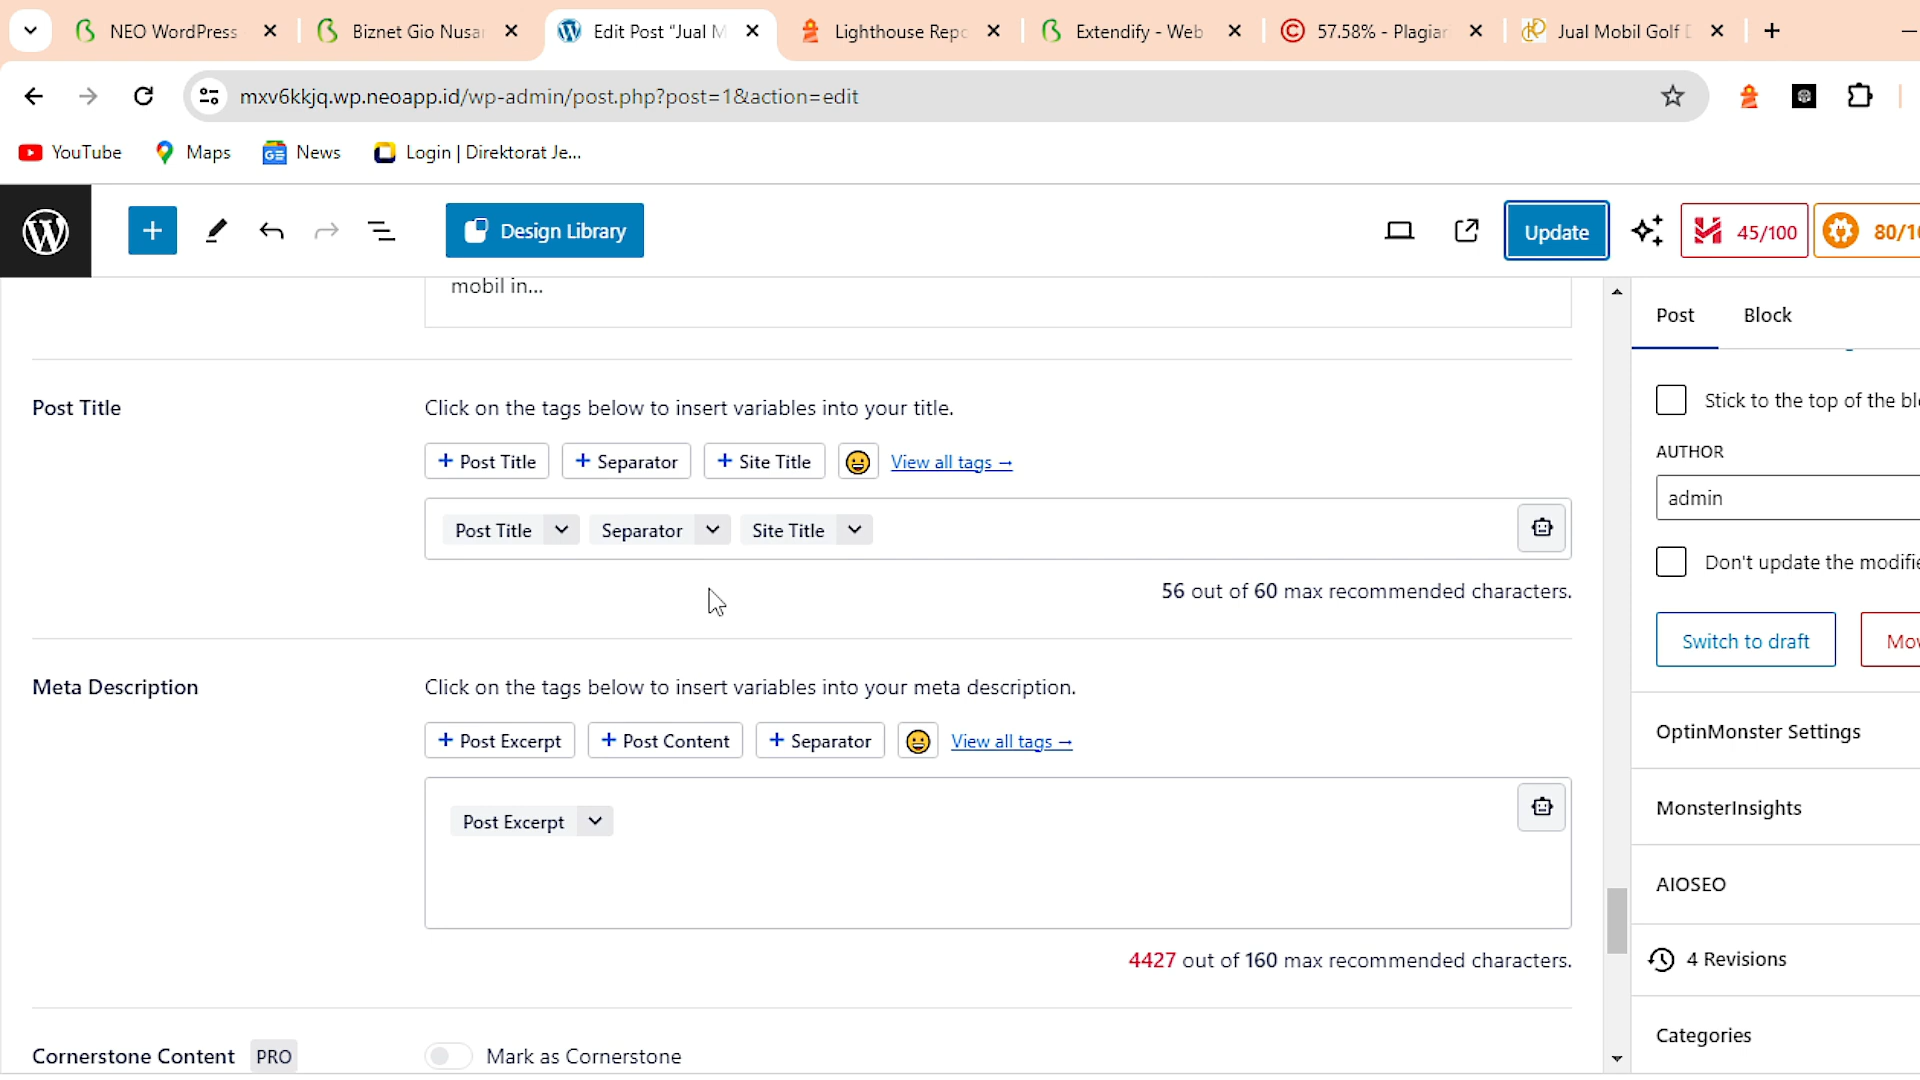 NEO WordPress
Biznet Gio Nusa
Edit Post “Jual M
Lighthouse Repo
Extendify - Web
57.58% - Plagiar
Jual Mobil Golf D
mxv6kkjq.wp.neoapp.id/wp-admin/post.php?post=1&action=edit
YouTube
Maps
News
Login | Direktorat Je...
Design Library
Update
45/100
80/10
mobil in...
Post Title
Click on the tags below to insert variables into your title.
+ Post Title
+ Separator
+ Site Title
View all tags →
Post Title
Separator
Site Title
56 out of 60 max recommended characters.
Meta Description
Click on the tags below to insert variables into your meta description.
+ Post Excerpt
+ Post Content
+ Separator
View all tags →
Post Excerpt
4427 out of 160 max recommended characters.
Cornerstone Content PRO
Mark as Cornerstone
Post
Block
Stick to the top of the blo
AUTHOR
admin
Don't update the modifie
Switch to draft
Mov
OptinMonster Settings
MonsterInsights
AIOSEO
4 Revisions
Categories